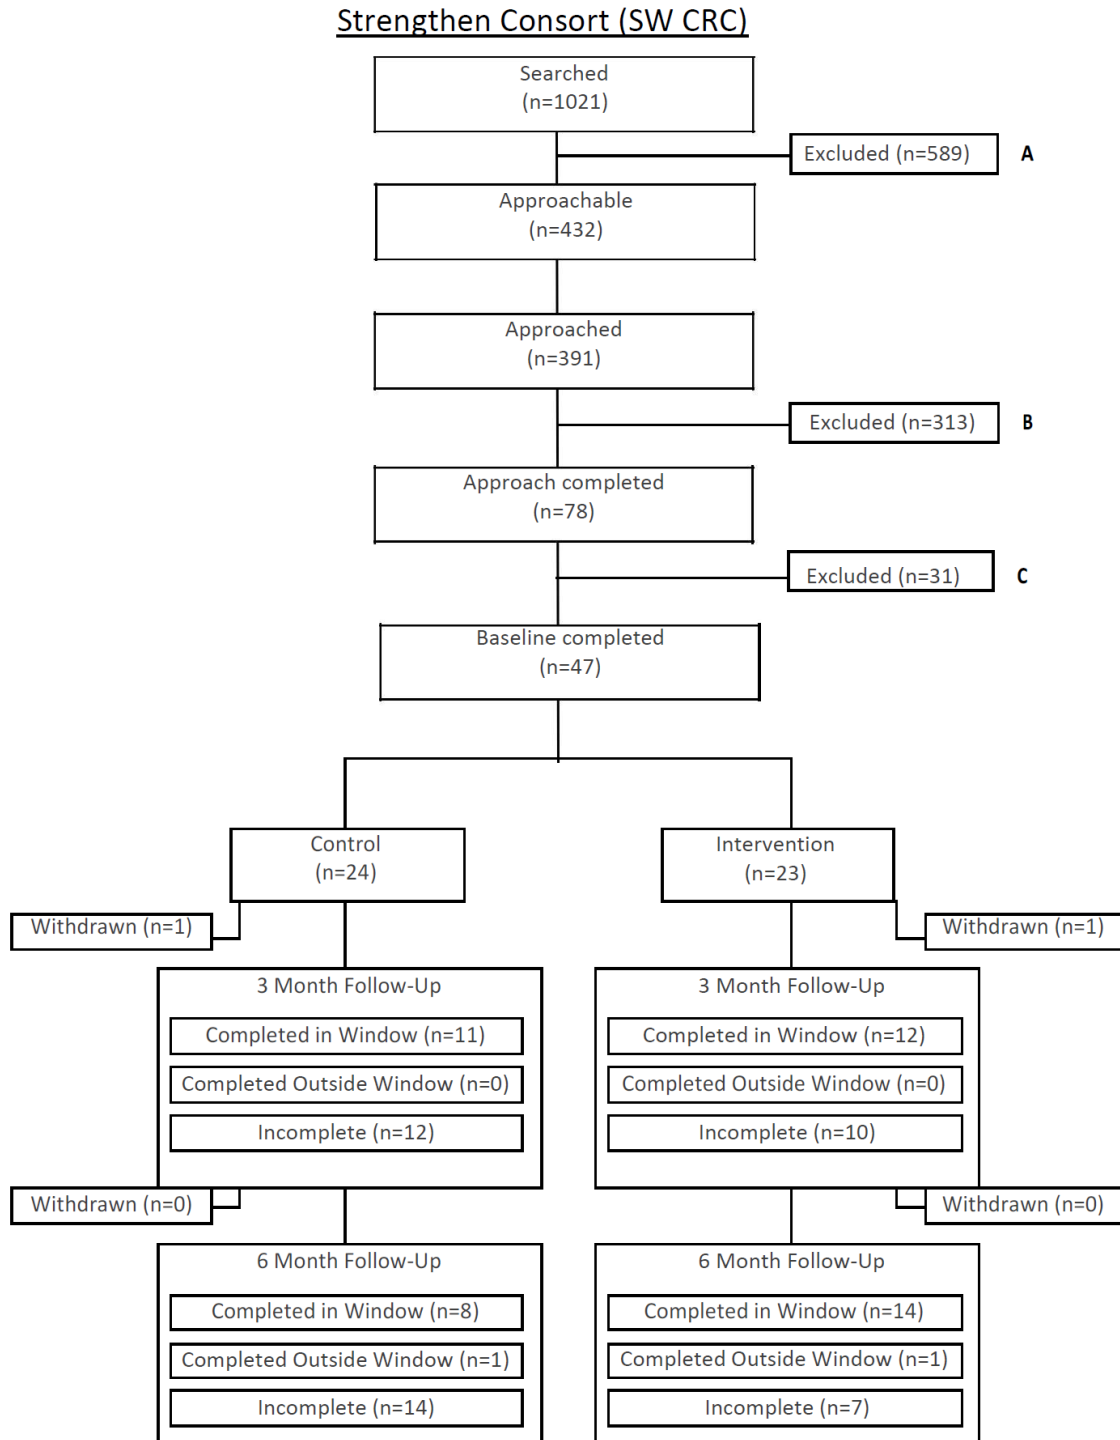 Strengthen Consort (SW CRC)
Searched
(n=1021)
Excluded (n=589)
A
Approachable
(n=432)
Approached
(n=391)
Excluded (n=313)
B
Approach completed
(n=78)
Excluded (n=31)
C
Baseline completed
(n=47)
Control
(n=24)
Intervention
(n=23)
Withdrawn (n=1)
Withdrawn (n=1)
3 Month Follow-Up
Completed in Window (n=11)
Completed Outside Window (n=0)
Incomplete (n=12)
3 Month Follow-Up
Completed in Window (n=12)
Completed Outside Window (n=0)
Incomplete (n=10)
Withdrawn (n=0)
Withdrawn (n=0)
6 Month Follow-Up
Completed in Window (n=8)
Completed Outside Window (n=1)
Incomplete (n=14)
6 Month Follow-Up
Completed in Window (n=14)
Completed Outside Window (n=1)
Incomplete (n=7)